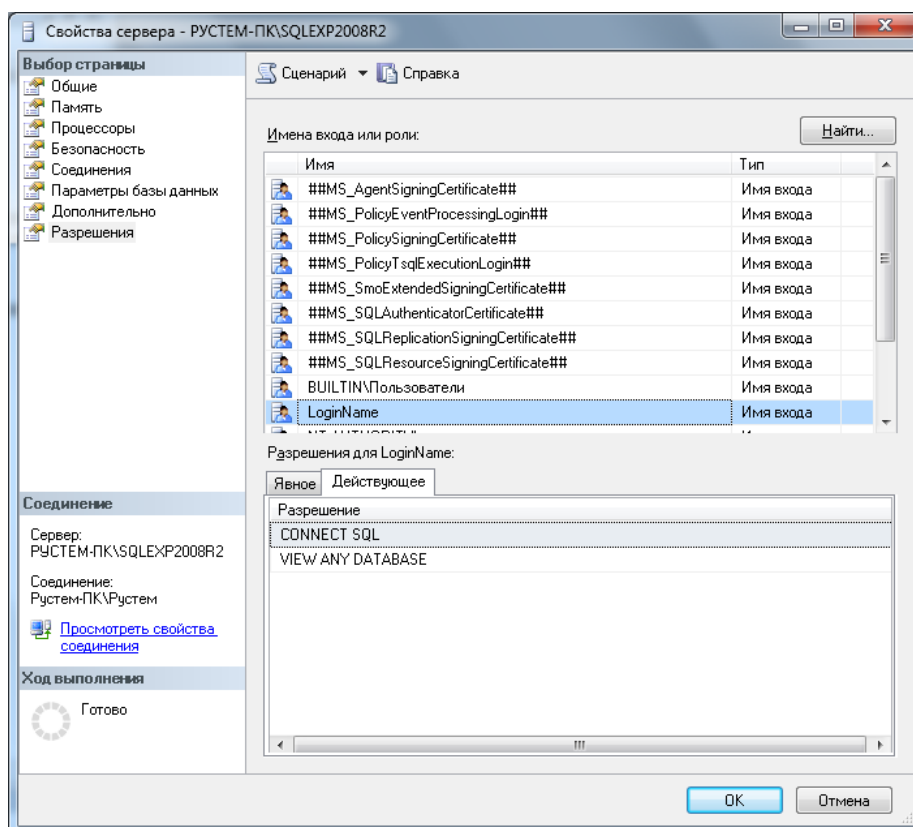 Свойства сервера - РУСТЕМ-ПК\SQLEXP2008R2
Выбор страницы
Общие
Память
Процессоры
Безопасность
Соединения
Параметры базы данных
Дополнительно
Разрешения
Сценарий
Справка
Имена входа или роли:
Найти...
Имя Тип
##MS_AgentSigningCertificate## Имя входа
##MS_PolicyEventProcessingLogin## Имя входа
##MS_PolicySigningCertificate## Имя входа
##MS_PolicyTsqlExecutionLogin## Имя входа
##MS_SmoExtendedSigningCertificate## Имя входа
##MS_SQLAuthenticatorCertificate## Имя входа
##MS_SQLReplicationSigningCertificate## Имя входа
##MS_SQLResourceSigningCertificate## Имя входа
BUILTIN\Пользователи Имя входа
LoginName Имя входа
Разрешения для LoginName:
Явное Действующее
Разрешение
CONNECT SQL
VIEW ANY DATABASE
Соединение
Сервер:
РУСТЕМ-ПК\SQLEXP2008R2
Соединение:
Рустем-ПК\Рустем
Просмотреть свойства
соединения
Ход выполнения
Готово
OK
Отмена